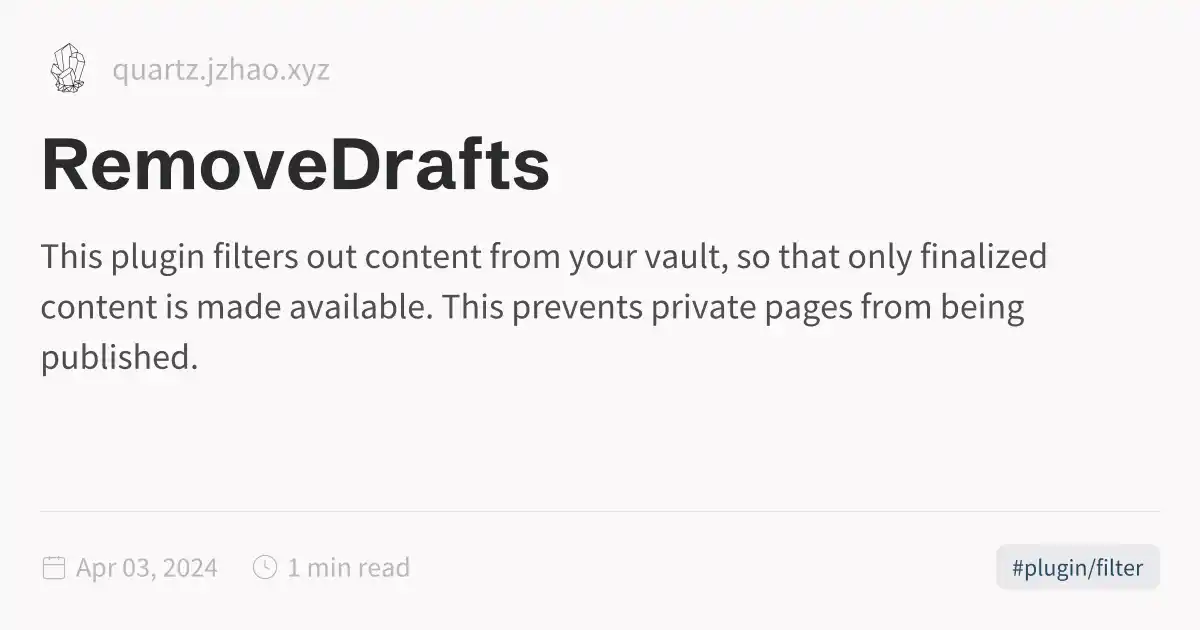 quartz.jzhao.xyz
RemoveDrafts
This plugin filters out content from your vault, so that only finalized
content is made available. This prevents private pages from being
published.
Apr 03, 2024
1 min read
#plugin/filter